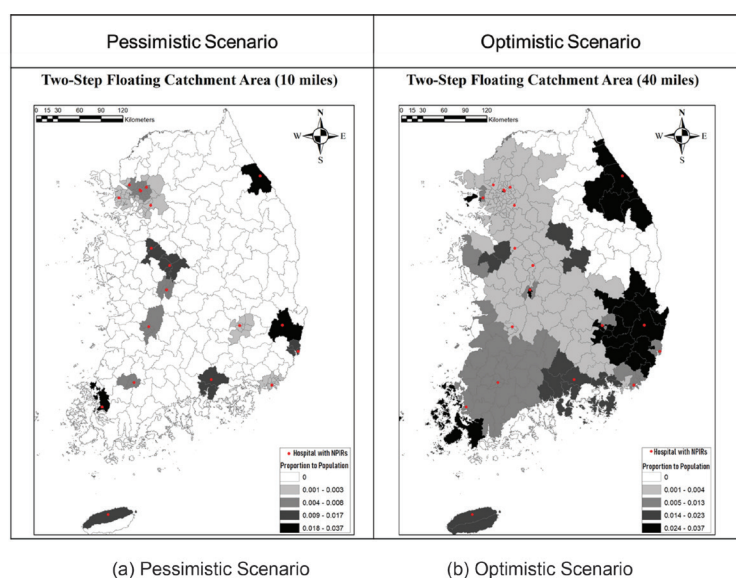 Pessimistic Scenario
Optimistic Scenario
Two-Step Floating Catchment Area (10 miles)
Two-Step Floating Catchment Area (40 miles)
0 15 30 60 90 120
Kilometers
N
W E
S
0 15 30 60 90 120
Kilometers
N
W E
S
Hospital with NPIRs
Proportion to Population
0
0.001 - 0.003
0.004 - 0.008
0.009 - 0.017
0.018 - 0.037
Hospital with NPIRs
Proportion to Population
0
0.001 - 0.004
0.005 - 0.013
0.014 - 0.023
0.024 - 0.037
(a) Pessimistic Scenario
(b) Optimistic Scenario